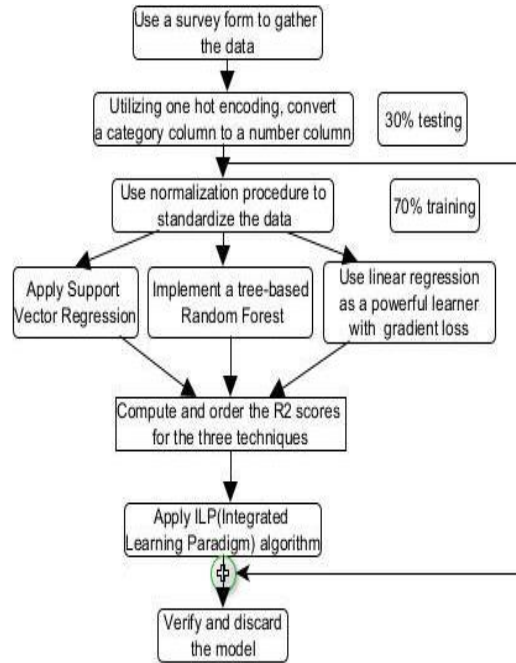 Use a survey form to gather
the data
Utilizing one hot encoding, convert
a category column to a number column
30% testing
Use normalization procedure to
standardize the data
70% training
Apply Support
Vector Regression
Implement a tree-based
Random Forest
Use linear regression
as a powerful learner
with gradient loss
Compute and order the R2 scores
for the three techniques
Apply ILP(Integrated
Learning Paradigm) algorithm
Verify and discard
the model